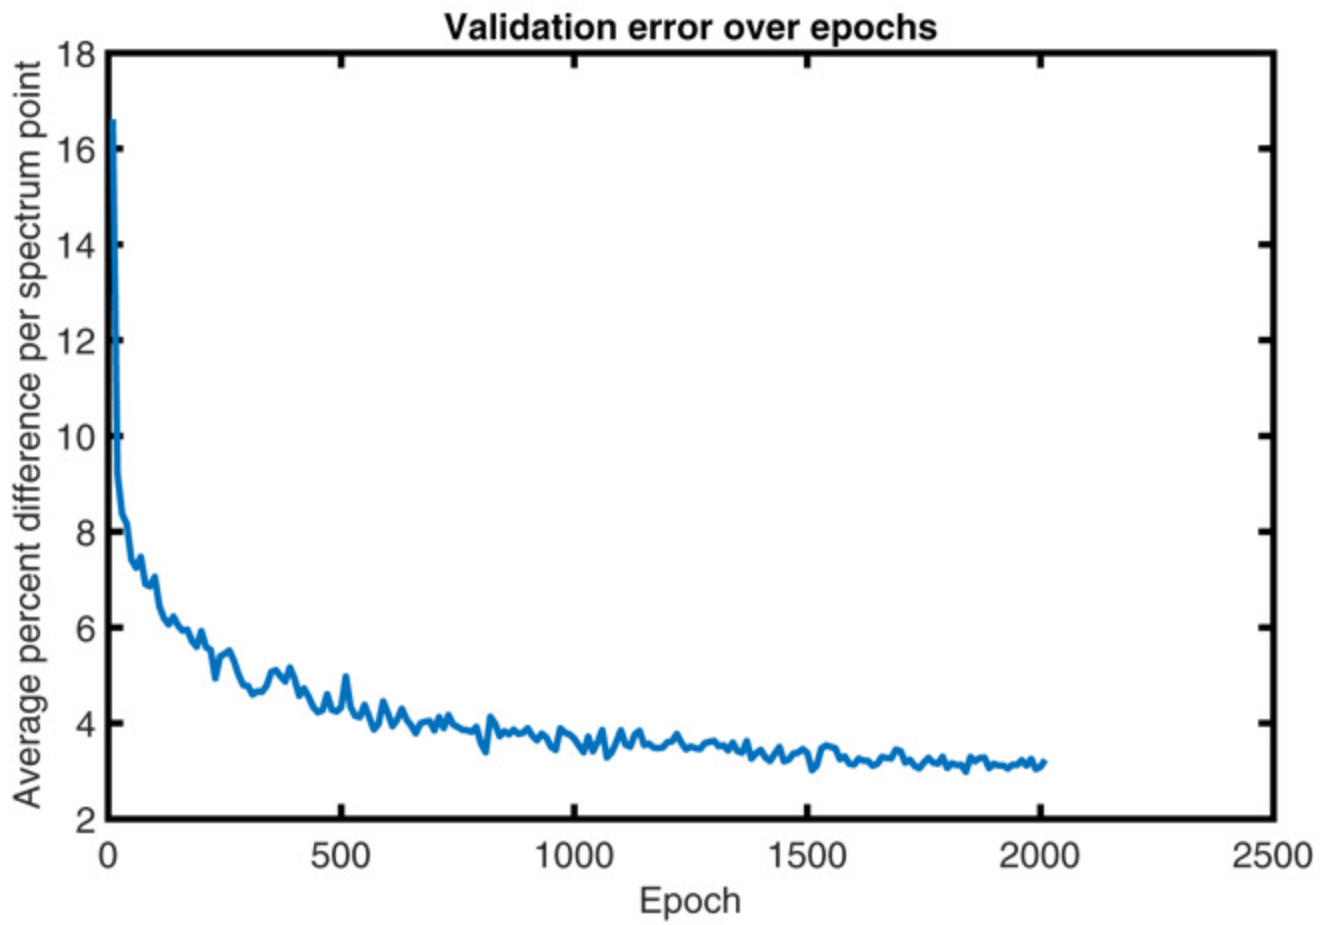 Validation error over epochs
Average percent difference per spectrum point
18
16
14
12
10
8
6
4
2
0 500 1000 1500 2000 2500
Epoch